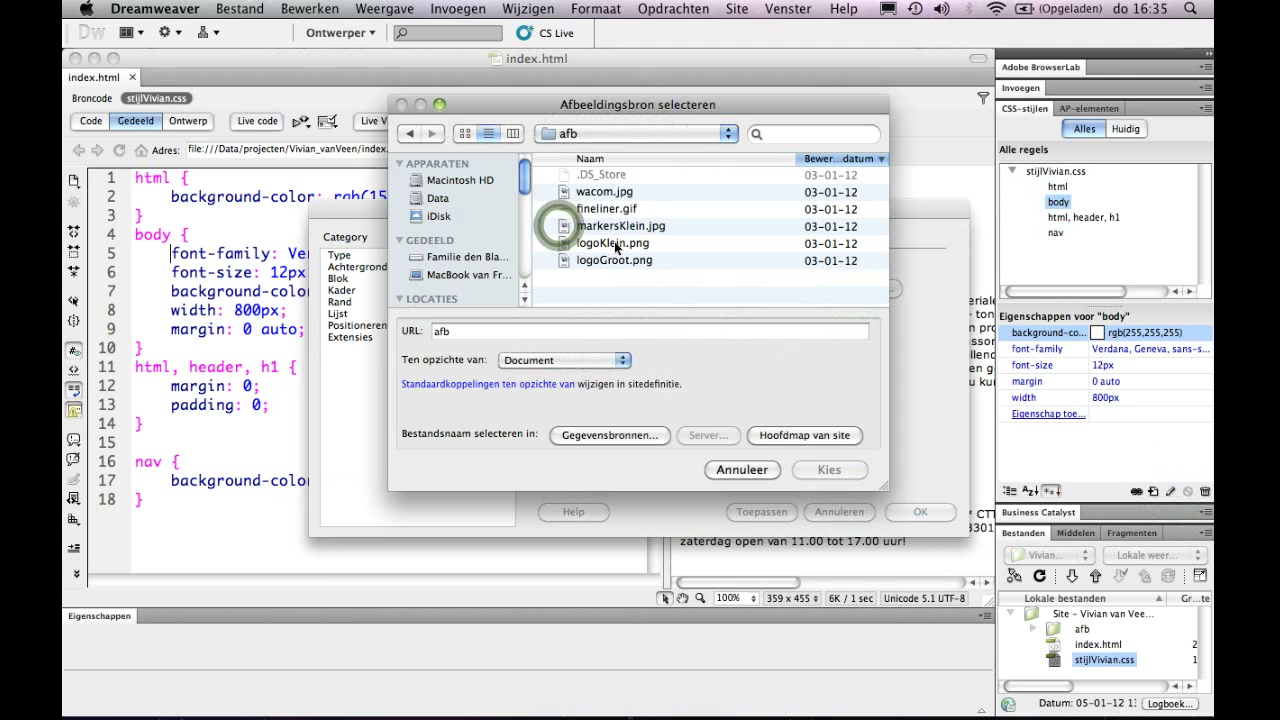 Dreamweaver Bestand Bewerken Weergave Invoegen Wijzigen Formaat Opdrachten Site Venster Help (Opgeladen) do 16:35
Dw Ontwerper CS Live
index.html
index.html
Broncode stijlVivian.css
Code Gedeeld Ontwerp Live code Live V
Adres: file:///Data/projecten/Vivian_vanVeen/index.
1 html {
2 background-color: rgb(15
3 }
4 body {
5 font-family: Ver
6 font-size: 12px
7 background-color
8 width: 800px;
9 margin: 0 auto;
10 }
11 html, header, h1 {
12 margin: 0;
13 padding: 0;
14 }
15
16 nav {
17 background-colo
18 }
Category
Type
Achtergrond
Blok
Kader
Rand
Lijst
Positioneren
Extensies
Help Toepassen Annuleren OK
Afbeeldingsbron selecteren
afb
APPARATEN
Macintosh HD
Data
iDisk
GEDEELD
Familie den Bla...
MacBook van Fr...
LOCATIES
Naam Bewer...datum
.DS_Store 03-01-12
wacom.jpg 03-01-12
fineliner.gif 03-01-12
markersKlein.jpg 03-01-12
logoKlein.png 03-01-12
logoGroot.png 03-01-12
URL: afb
Ten opzichte van: Document
Standaardkoppelingen ten opzichte van wijzigen in sitedefinitie.
Bestandsnaam selecteren in: Gegevensbronnen... Server... Hoofdmap van site
Annuleer Kies
zaterdag open van 11.00 tot 17.00 uur!
100% 359 x 455 6K / 1 sec Unicode 5.1 UTF-8
Eigenschappen
Adobe BrowserLab
Invoegen
CSS-stijlen AP-elementen
Alles Huidig
Alle regels
stijlVivian.css
html
body
html, header, h1
nav
Eigenschappen voor "body"
background-co... rgb(255,255,255)
font-family Verdana, Geneva, sans-s...
font-size 12px
margin 0 auto
width 800px
Eigenschap toe...
Business Catalyst
Bestanden Middelen Fragmenten
Vivian... Lokale weer...
Lokale bestanden Gr...te
Site - Vivian van Vee...
afb
index.html 2
stijlVivian.css 1
Datum: 05-01-12 1 Logboek...